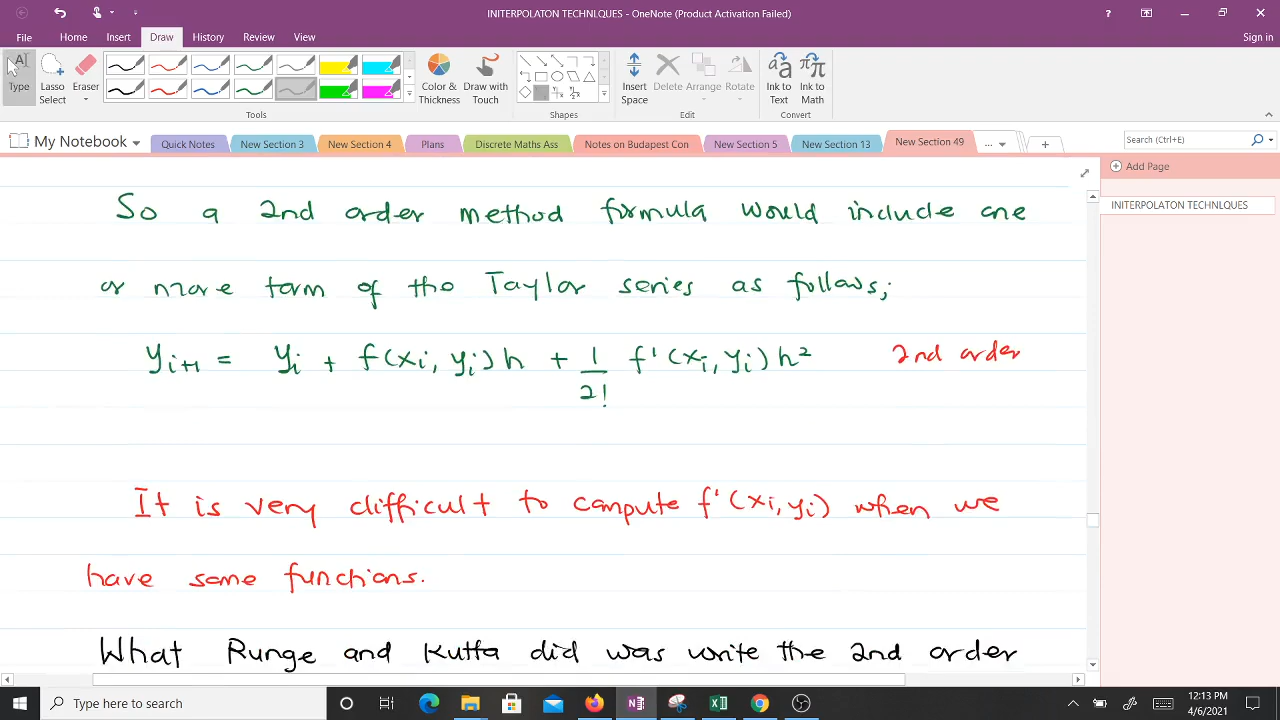 INITERPOLATON TECHNLQUES - OneNote (Product Activation Failed)
Sign in
File Home Insert Draw History Review View
Type
Lasso Select
Eraser
Color & Thickness
Draw with Touch
Insert Space
Delete
Arrange
Rotate
Ink to Text
Ink to Math
Tools
Shapes
Edit
Convert
My Notebook
Quick Notes
New Section 3
New Section 4
Plans
Discrete Maths Ass
Notes on Budapest Con
New Section 5
New Section 13
New Section 49
...
Search (Ctrl+E)
Add Page
INITERPOLATON TECHNLQUES
So a 2nd order method formula would include one
or more term of the Taylor series as follows;
yi+1 = yi + f(xi, yi)h + 1/2! f'(xi, yi)h² 2nd order
It is very difficult to compute f'(xi, yi) when we
have some functions.
What Runge and Kutta did was write the 2nd order
Type here to search
12:13 PM
4/6/2021